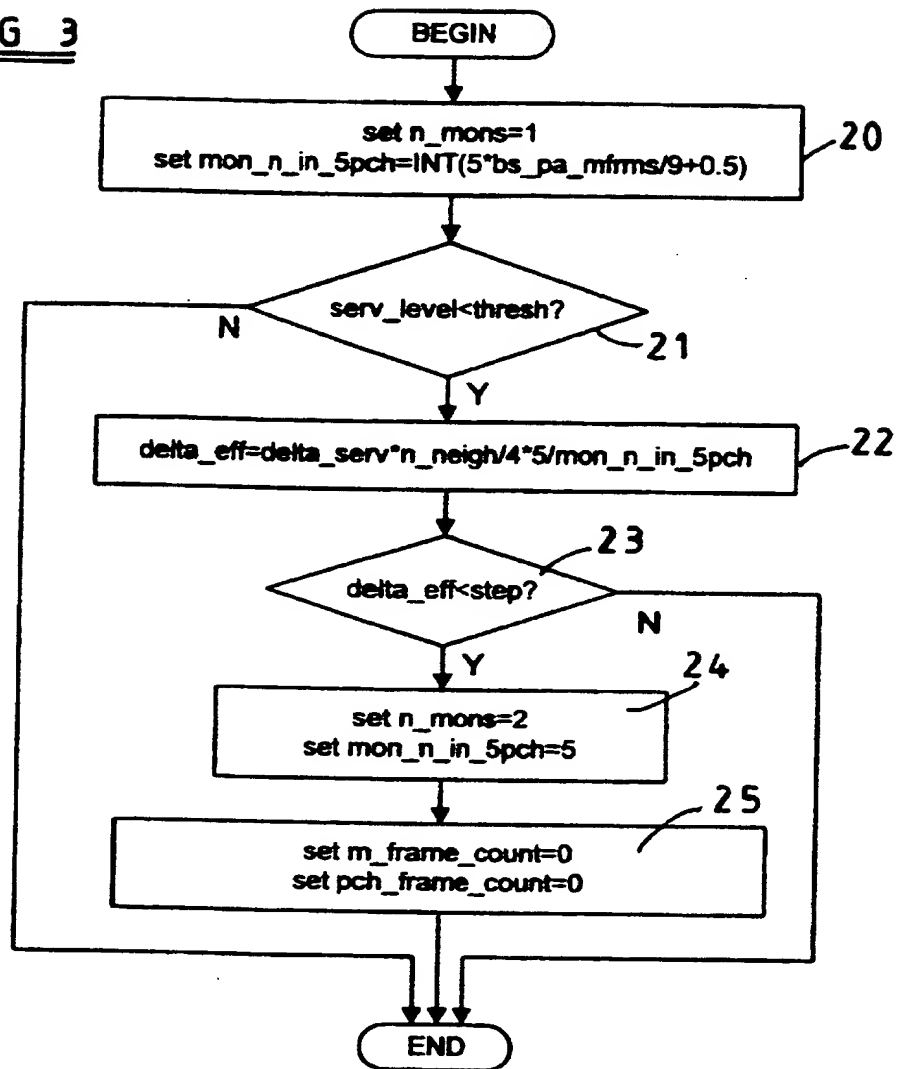 G 3
BEGIN
set n_mons=1
set mon_n_in_5pch=INT(5*bs_pa_mfrms/9+0.5)
20
serv_level<thresh?
N
21
Y
delta_eff=delta_serv*n_neigh/4*5/mon_n_in_5pch
22
23
delta_eff<step?
N
Y
24
set n_mons=2
set mon_n_in_5pch=5
25
set m_frame_count=0
set pch_frame_count=0
END